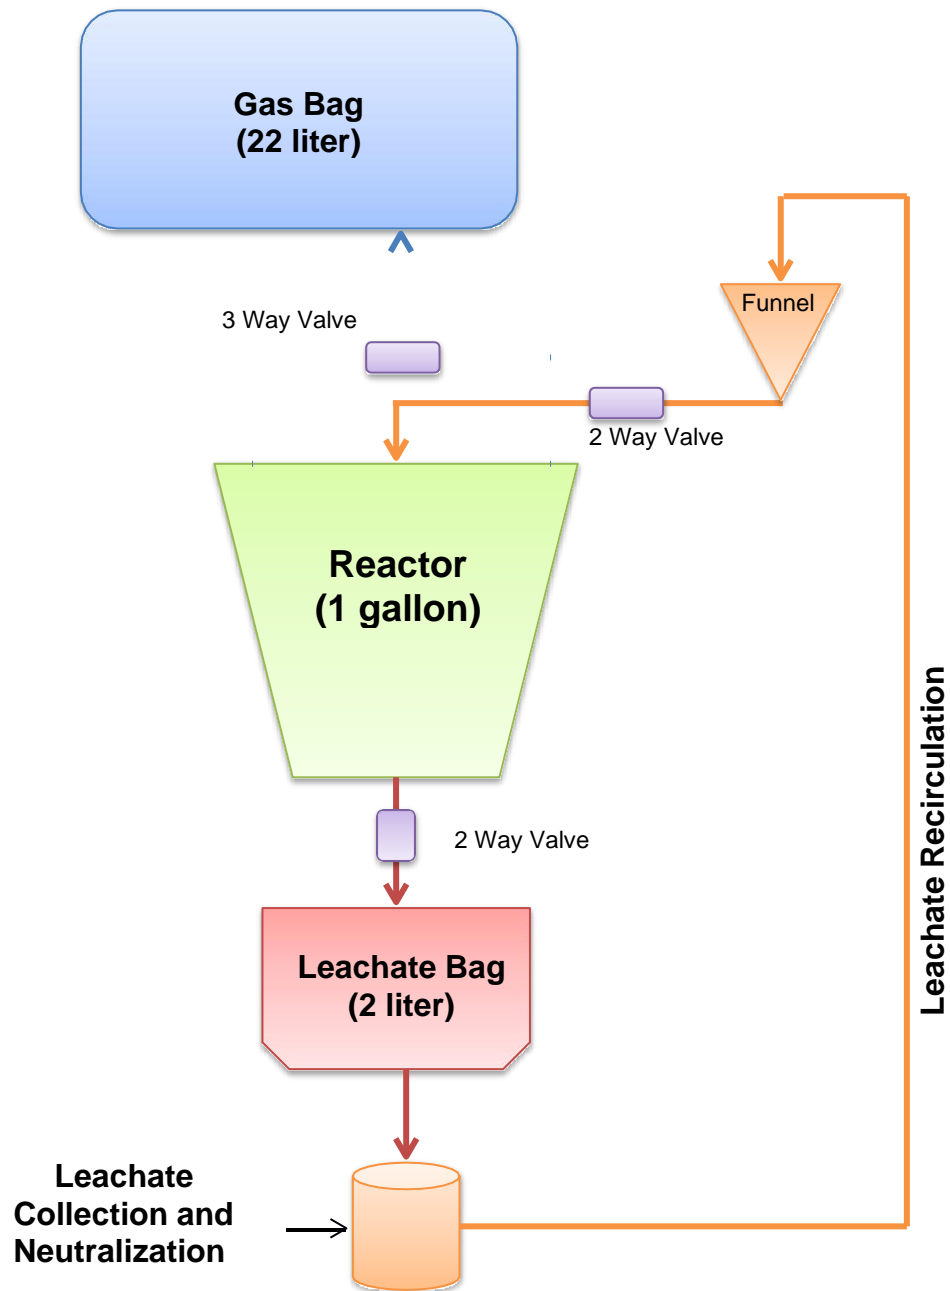 Gas Bag
(22 liter)
Funnel
3 Way Valve
2 Way Valve
Reactor
(1 gallon)
2 Way Valve
Leachate Recirculation
Leachate Bag
(2 liter)
Leachate
Collection and
Neutralization